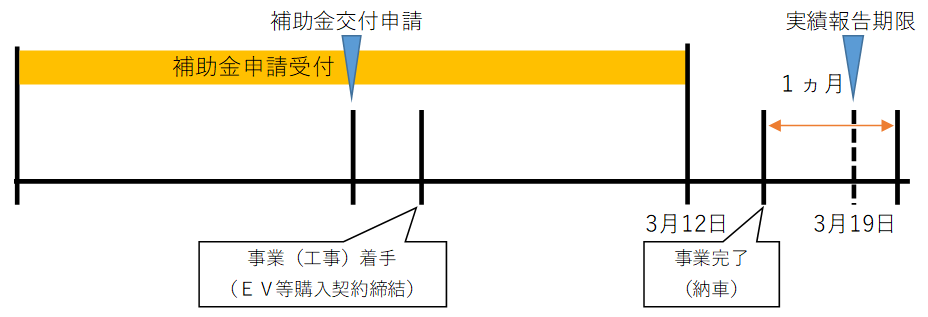 補助金交付申請
実績報告期限
補助金申請受付
1ヵ月
3月12日
3月19日
事業（工事）着手
（ＥＶ等購入契約締結）
事業完了
（納車）